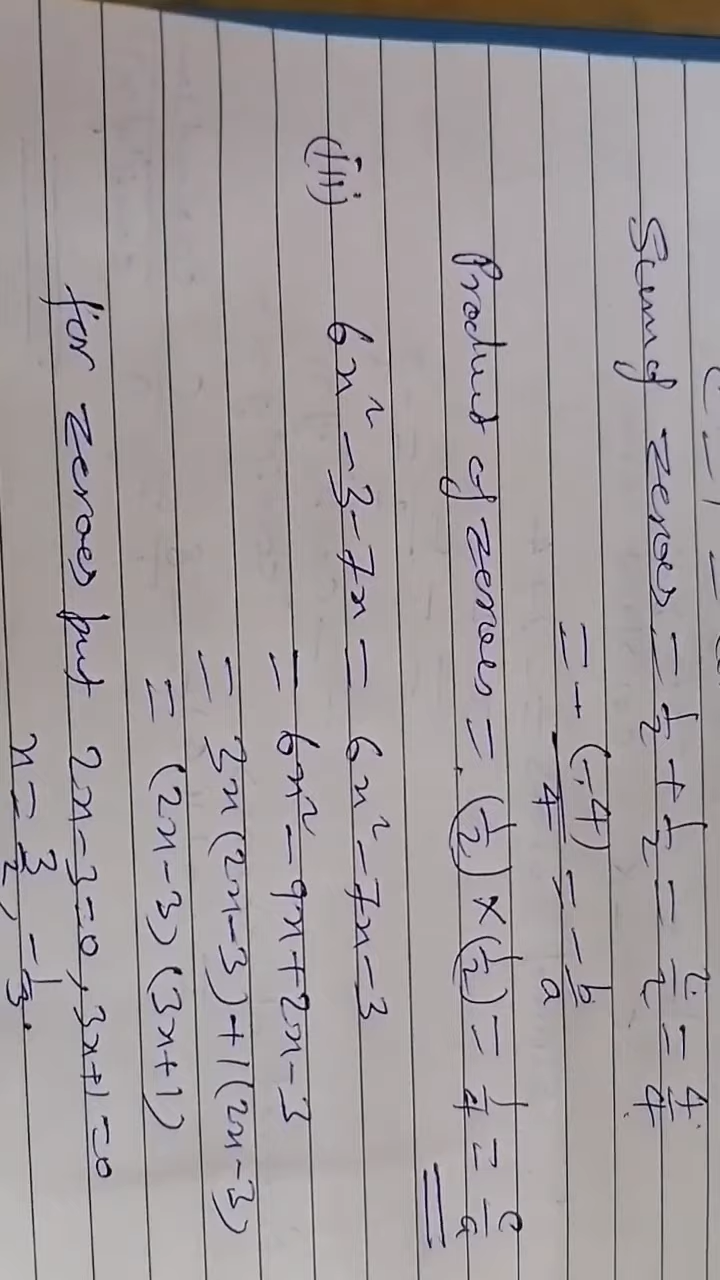 Sum of zeroes = 1/2 + 1/2 = 2/2 = 4/4
= -(-4)/4 = -b/a
Product of zeroes = (1/2) × (1/2) = 1/4 = c/a
(iii) 6x² - 3 - 7x = 6x² - 7x - 3
= 6x² - 9x + 2x - 3
= 3x(2x-3) + 1(2x-3)
= (2x-3)(3x+1)
for zeroes put 2x-3=0, 3x+1=0
x = 3/2, -1/3.